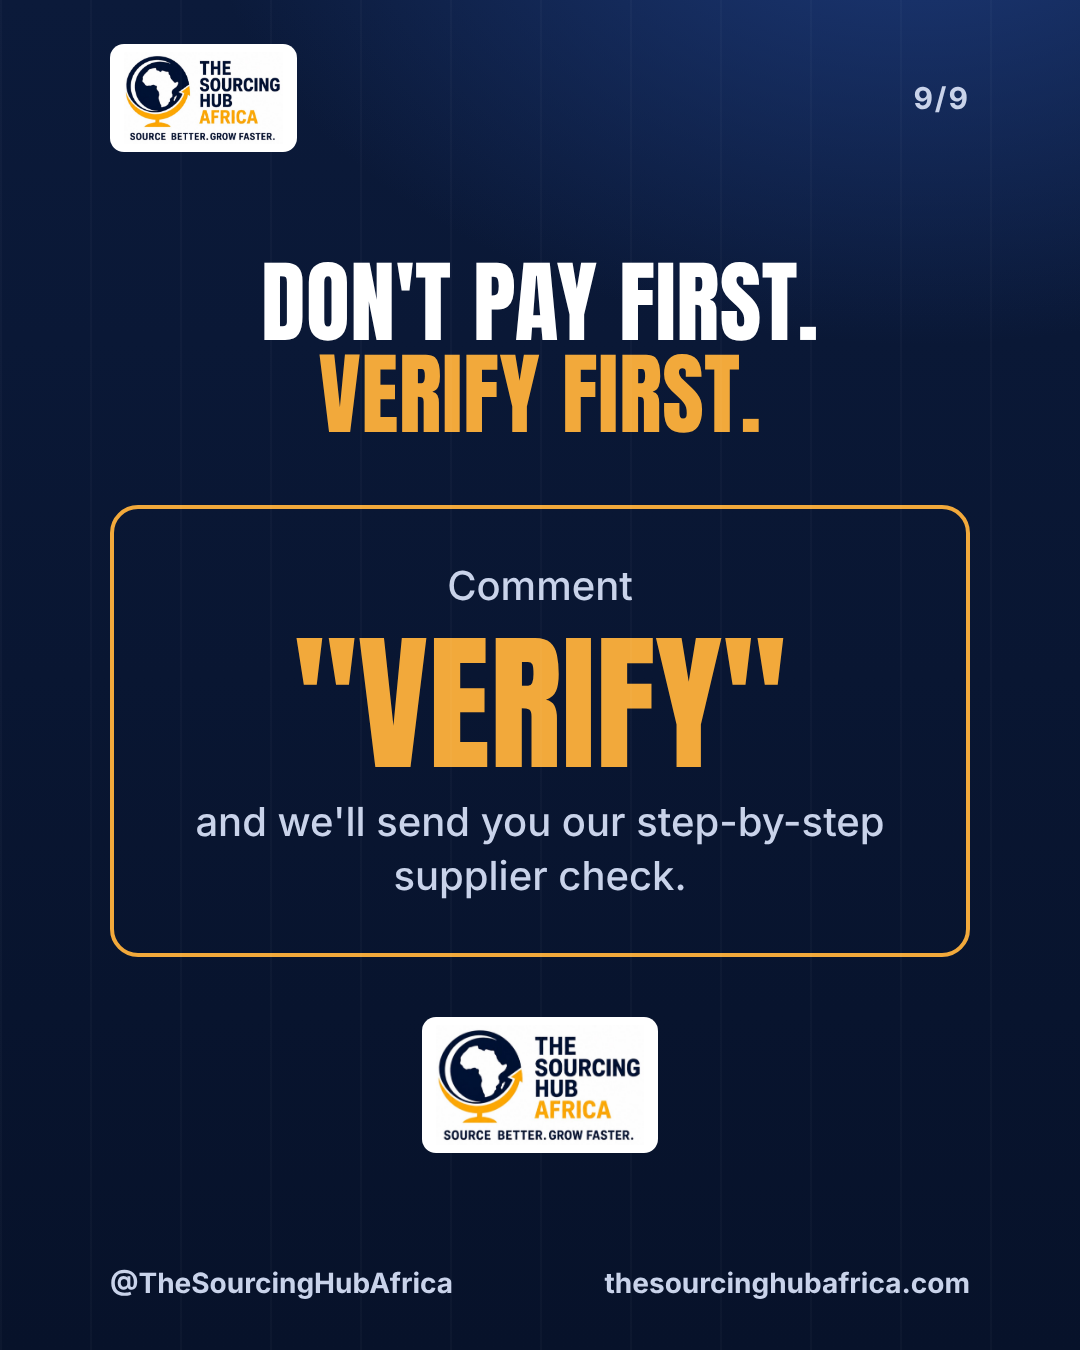 THE
SOURCING
HUB
AFRICA
SOURCE BETTER. GROW FASTER.
9/9
DON'T PAY FIRST.
VERIFY FIRST.
Comment
"VERIFY"
and we'll send you our step-by-step
supplier check.
THE
SOURCING
HUB
AFRICA
SOURCE BETTER. GROW FASTER.
@TheSourcingHubAfrica
thesourcinghubafrica.com